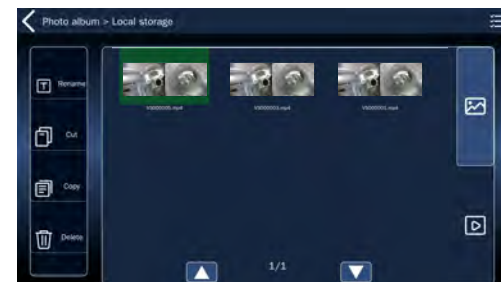 Photo album > Local storage
Rename
Cut
Copy
Delete
1/1